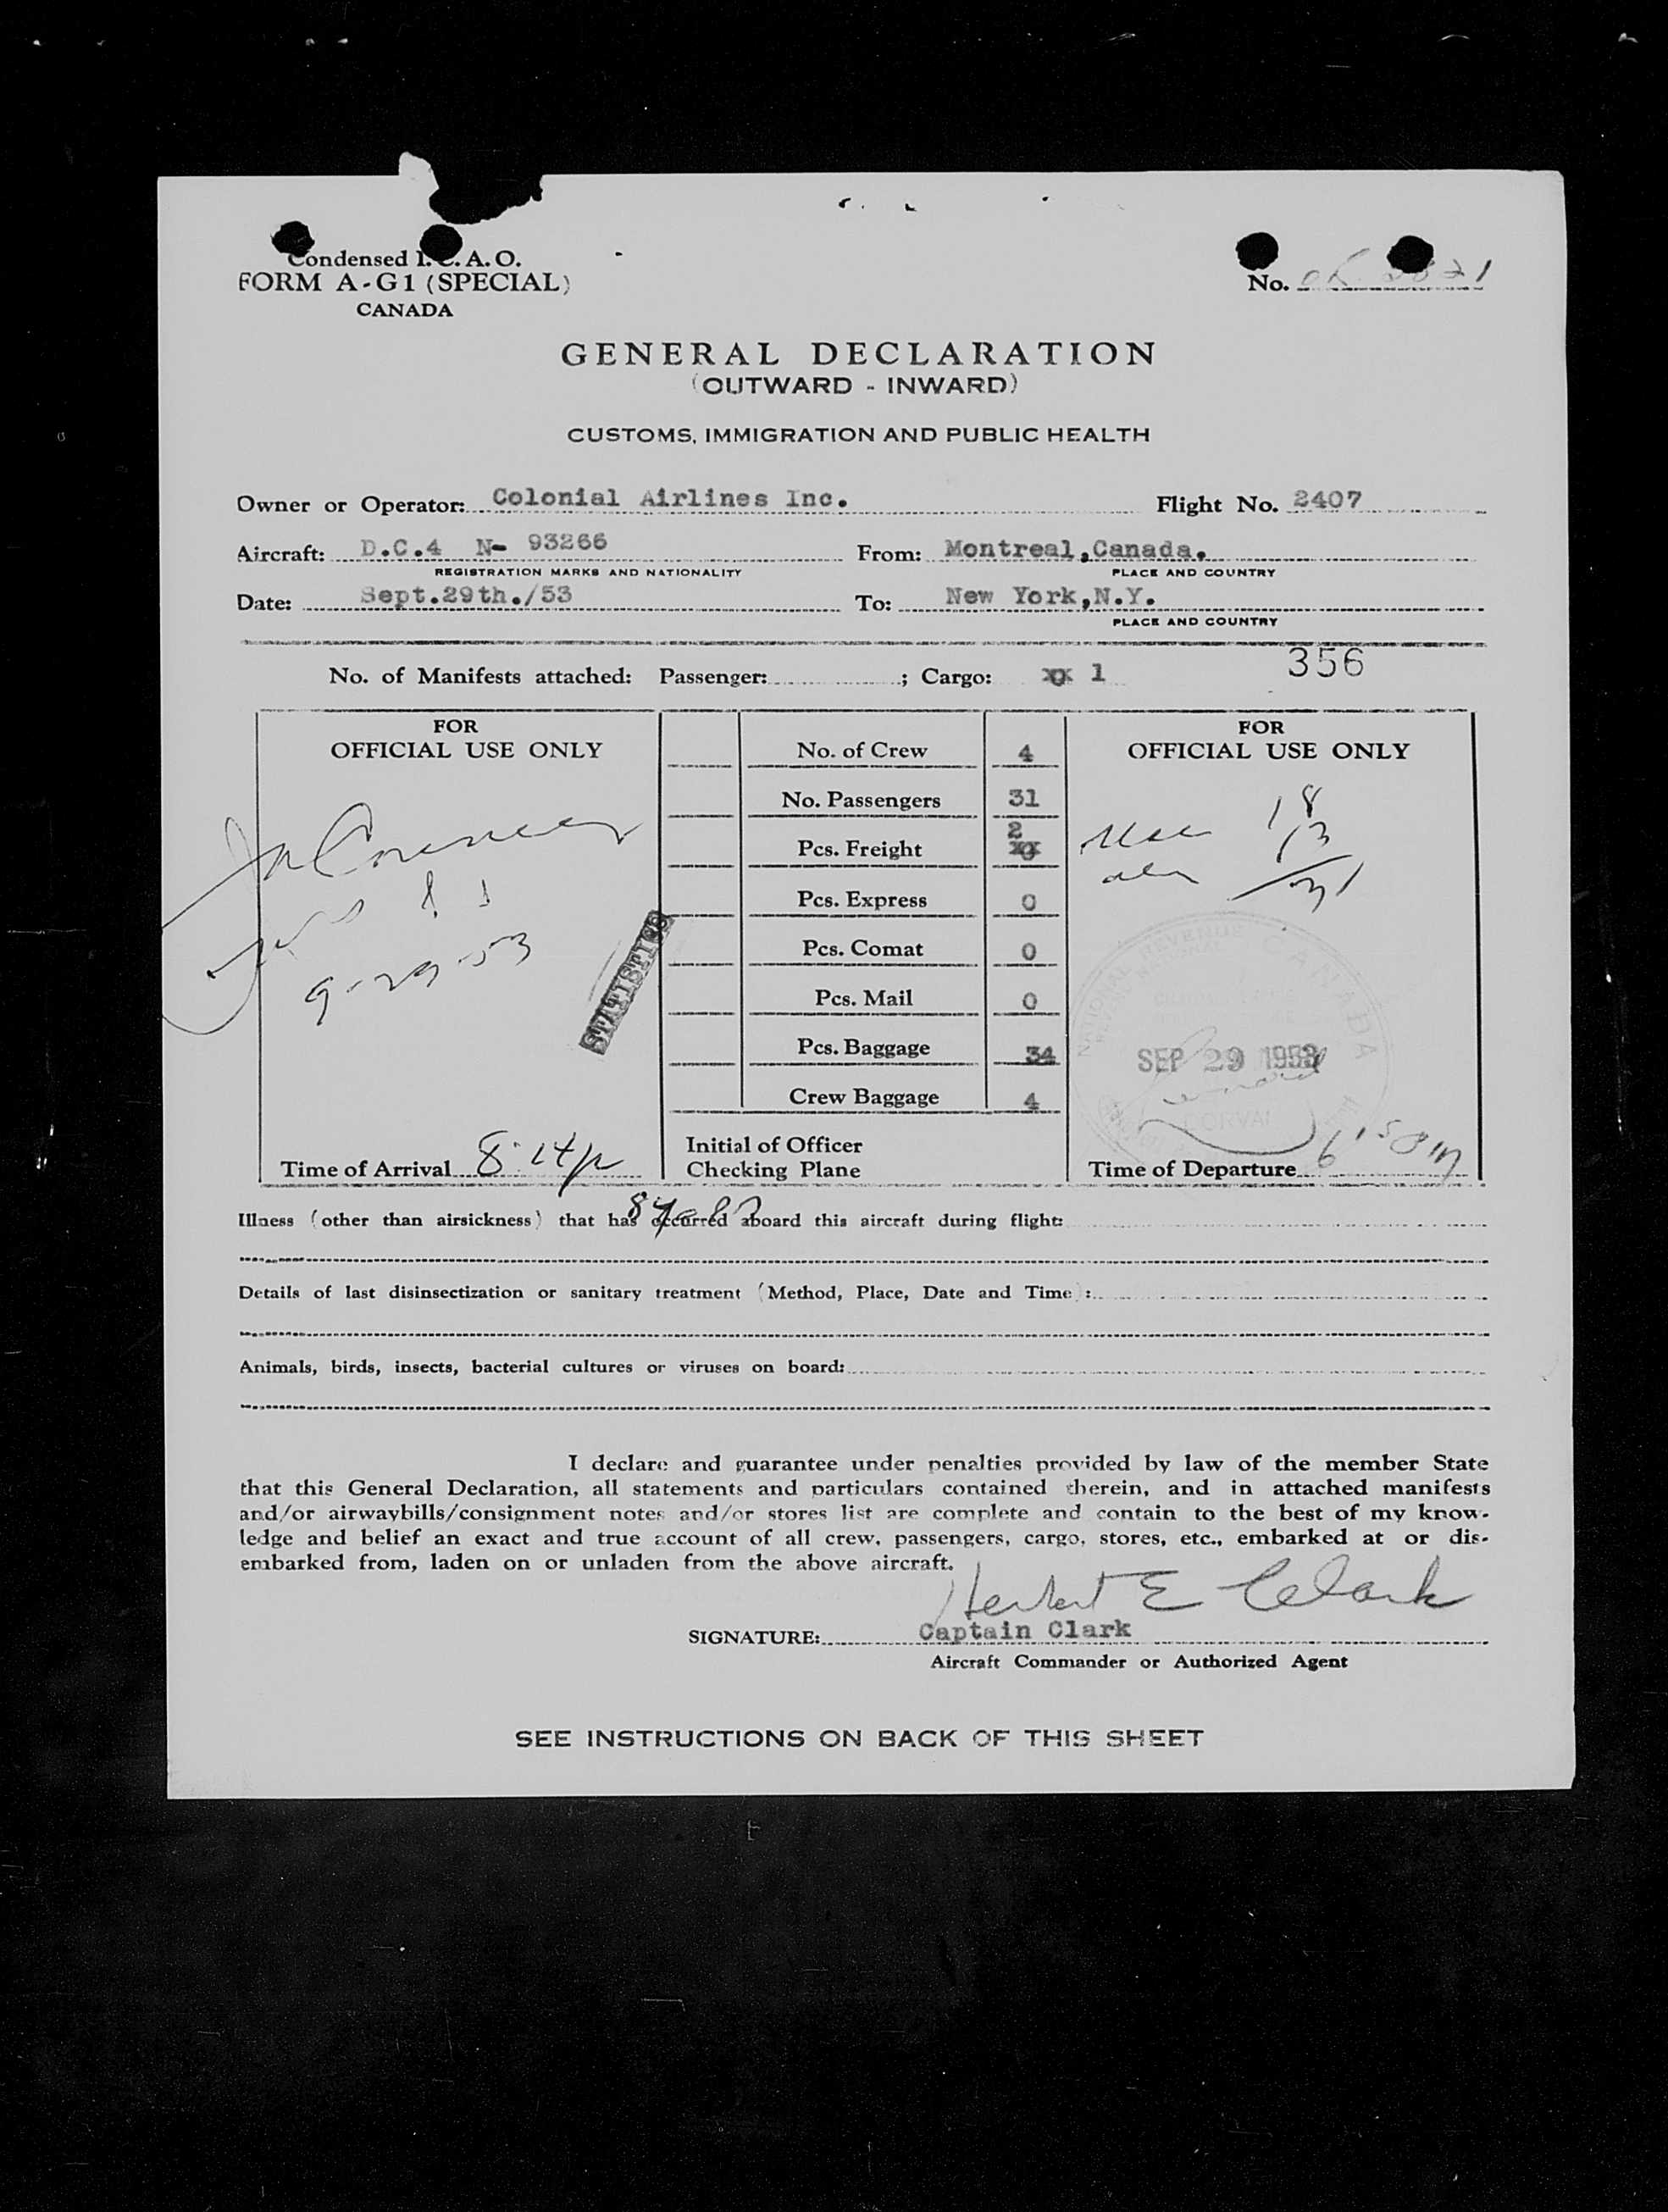 Condensed I.C.A.O.
FORM A-G1 (SPECIAL)
CANADA
No.
GENERAL DECLARATION
(OUTWARD - INWARD)
CUSTOMS, IMMIGRATION AND PUBLIC HEALTH
Owner or Operator: Colonial Airlines Inc. Flight No. 2407
Aircraft: D.C.4 N- 93266 From: Montreal,Canada.
REGISTRATION MARKS AND NATIONALITY PLACE AND COUNTRY
Date: Sept.29th./53 To: New York,N.Y.
PLACE AND COUNTRY
356
No. of Manifests attached: Passenger: ; Cargo: 1
FOR
OFFICIAL USE ONLY
9-29-53
STATISTICS
Time of Arrival 8:14p
No. of Crew 4
No. Passengers 31
Pcs. Freight 2
Pcs. Express 0
Pcs. Comat 0
Pcs. Mail 0
Pcs. Baggage 34
Crew Baggage 4
Initial of Officer
Checking Plane
FOR
OFFICIAL USE ONLY
18
13
31
NATIONAL REVENUE CANADA
SEP 29 1953
DORVAL
Time of Departure
Illness (other than airsickness) that has occurred aboard this aircraft during flight:
Details of last disinsectization or sanitary treatment (Method, Place, Date and Time):
Animals, birds, insects, bacterial cultures or viruses on board:
I declare and guarantee under penalties provided by law of the member State
that this General Declaration, all statements and particulars contained therein, and in attached manifests
and/or airwaybills/consignment notes and/or stores list are complete and contain to the best of my know-
ledge and belief an exact and true account of all crew, passengers, cargo, stores, etc., embarked at or dis-
embarked from, laden on or unladen from the above aircraft.
Herbert E Clark
SIGNATURE: Captain Clark
Aircraft Commander or Authorized Agent
SEE INSTRUCTIONS ON BACK OF THIS SHEET